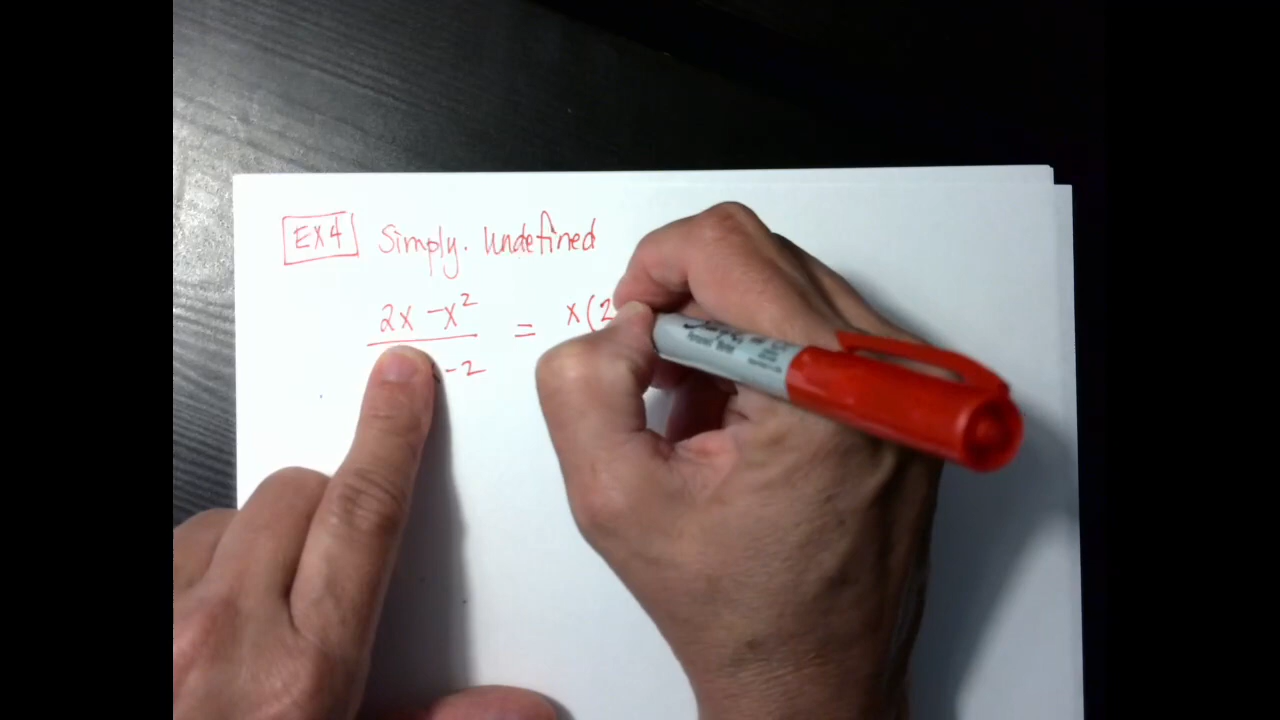 EX4 Simply. Undefined
2x - x² = x(2
- 2